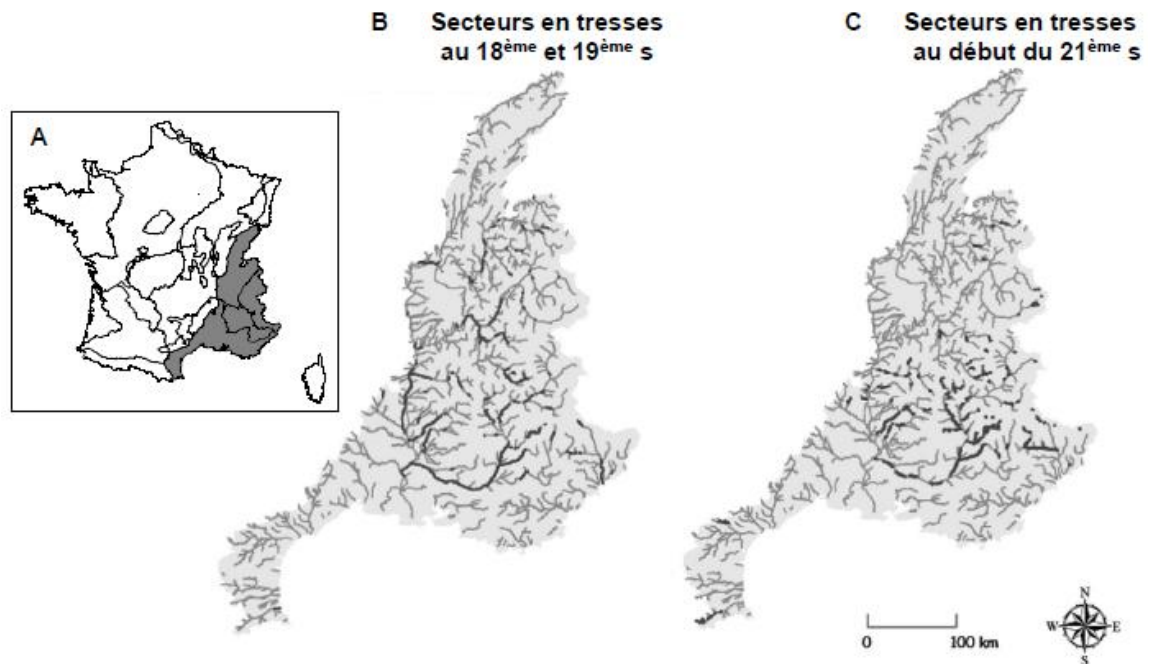 B Secteurs en tresses
au 18ème et 19ème s
C Secteurs en tresses
au début du 21ème s
A
N
W E
S
0 100 km